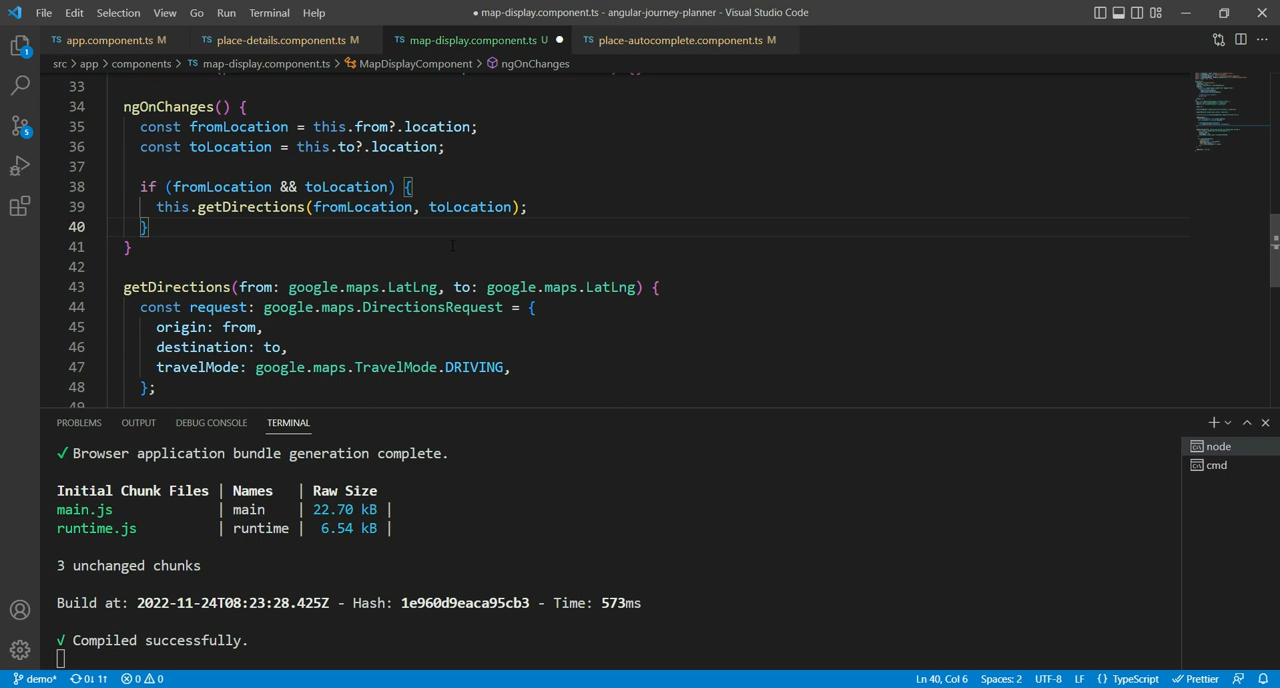 File Edit Selection View Go Run Terminal Help ● map-display.component.ts - angular-journey-planner - Visual Studio Code
TS app.component.ts M TS place-details.component.ts M TS map-display.component.ts U ● TS place-autocomplete.component.ts M
src > app > components > TS map-display.component.ts > MapDisplayComponent > ngOnChanges
33
34 ngOnChanges() {
35 const fromLocation = this.from?.location;
36 const toLocation = this.to?.location;
37
38 if (fromLocation && toLocation) {
39 this.getDirections(fromLocation, toLocation);
40 }
41 }
42
43 getDirections(from: google.maps.LatLng, to: google.maps.LatLng) {
44 const request: google.maps.DirectionsRequest = {
45 origin: from,
46 destination: to,
47 travelMode: google.maps.TravelMode.DRIVING,
48 };
49
PROBLEMS OUTPUT DEBUG CONSOLE TERMINAL
√ Browser application bundle generation complete.
node
cmd
Initial Chunk Files | Names | Raw Size
main.js | main | 22.70 kB |
runtime.js | runtime | 6.54 kB |
3 unchanged chunks
Build at: 2022-11-24T08:23:28.425Z - Hash: 1e960d9eaca95cb3 - Time: 573ms
√ Compiled successfully.
demo* 0↓ 1↑ 0 0 Ln 40, Col 6 Spaces: 2 UTF-8 LF {} TypeScript Prettier